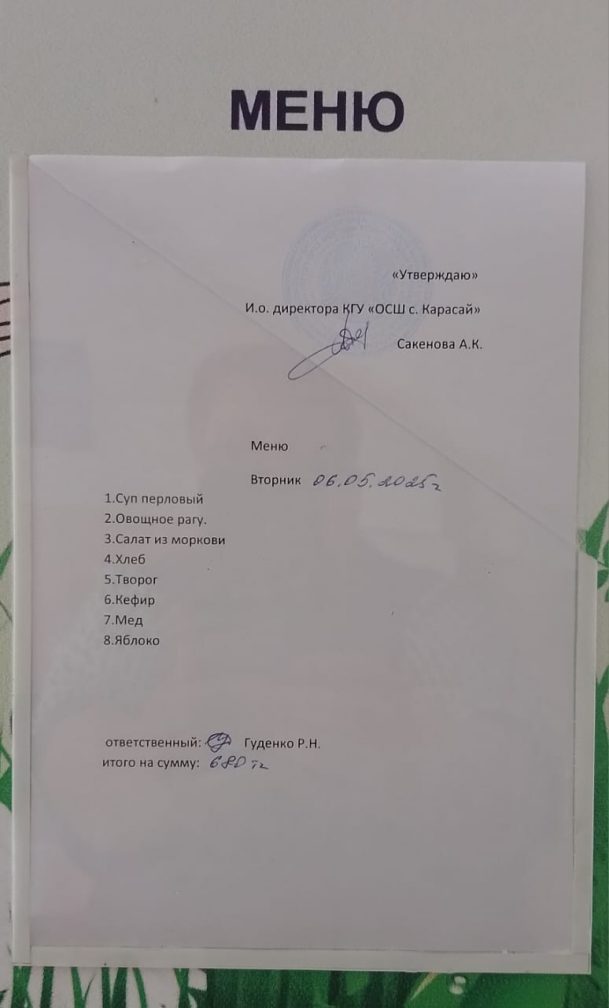 МЕНЮ
«Утверждаю»
И.о. директора КГУ «ОСШ с. Карасай»
Сакенова А.К.
Меню
Вторник 06.05.2025г
1.Суп перловый
2.Овощное рагу.
3.Салат из моркови
4.Хлеб
5.Творог
6.Кефир
7.Мед
8.Яблоко
ответственный: Гуденко Р.Н.
итого на сумму: 680 тг